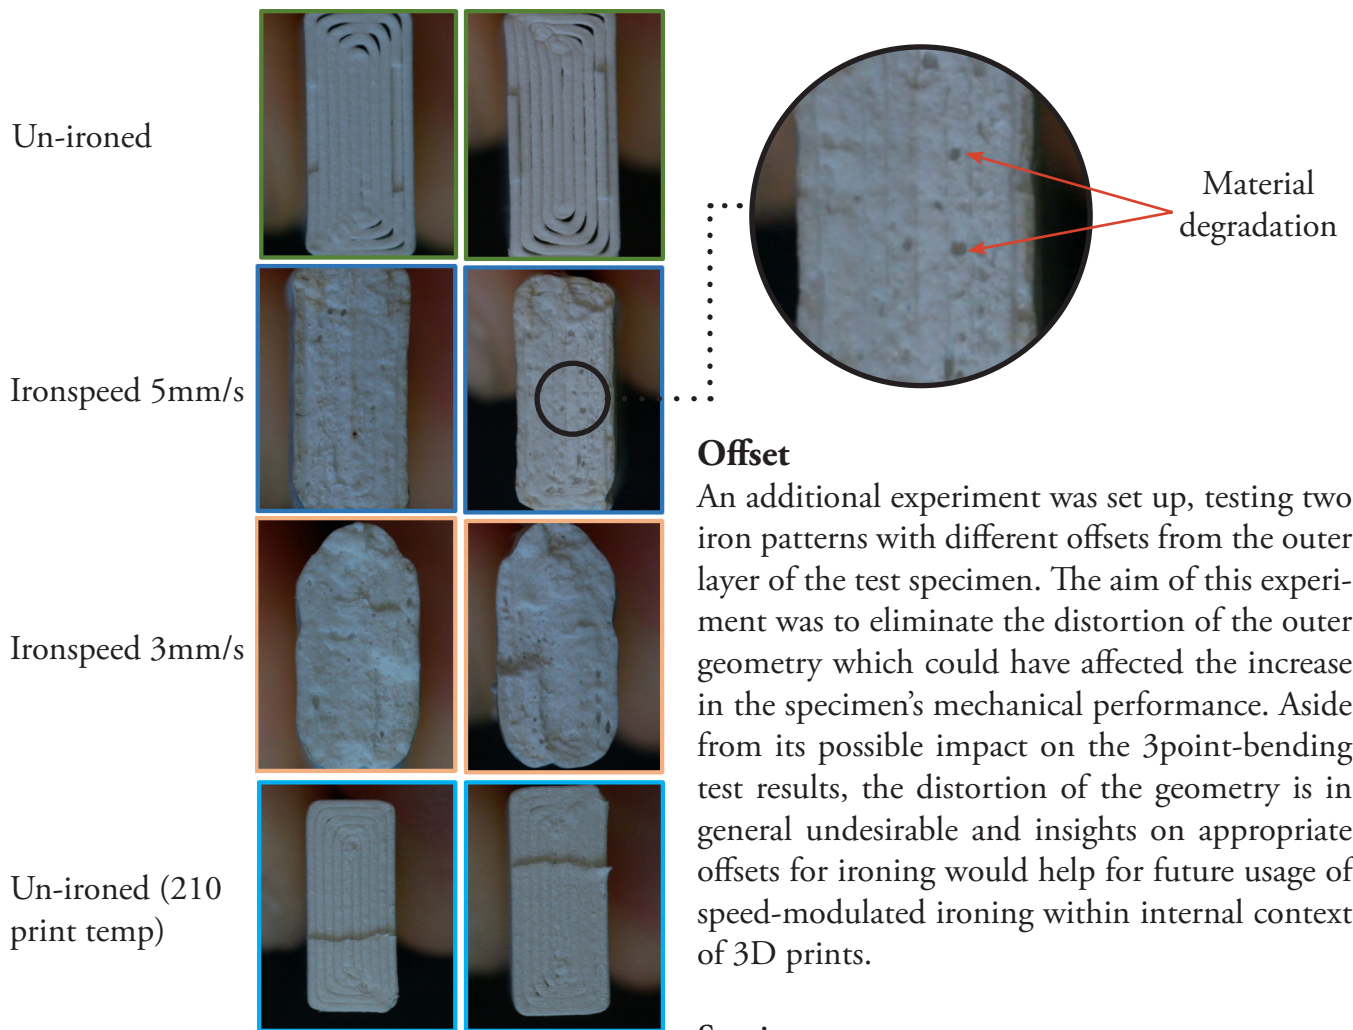 Un-ironed
Ironspeed 5mm/s
Ironspeed 3mm/s
Un-ironed (210
print temp)
Material
degradation
Offset
An additional experiment was set up, testing two
iron patterns with different offsets from the outer
layer of the test specimen. The aim of this experi-
ment was to eliminate the distortion of the outer
geometry which could have affected the increase
in the specimen’s mechanical performance. Aside
from its possible impact on the 3point-bending
test results, the distortion of the geometry is in
general undesirable and insights on appropriate
offsets for ironing would help for future usage of
speed-modulated ironing within internal context
of 3D prints.